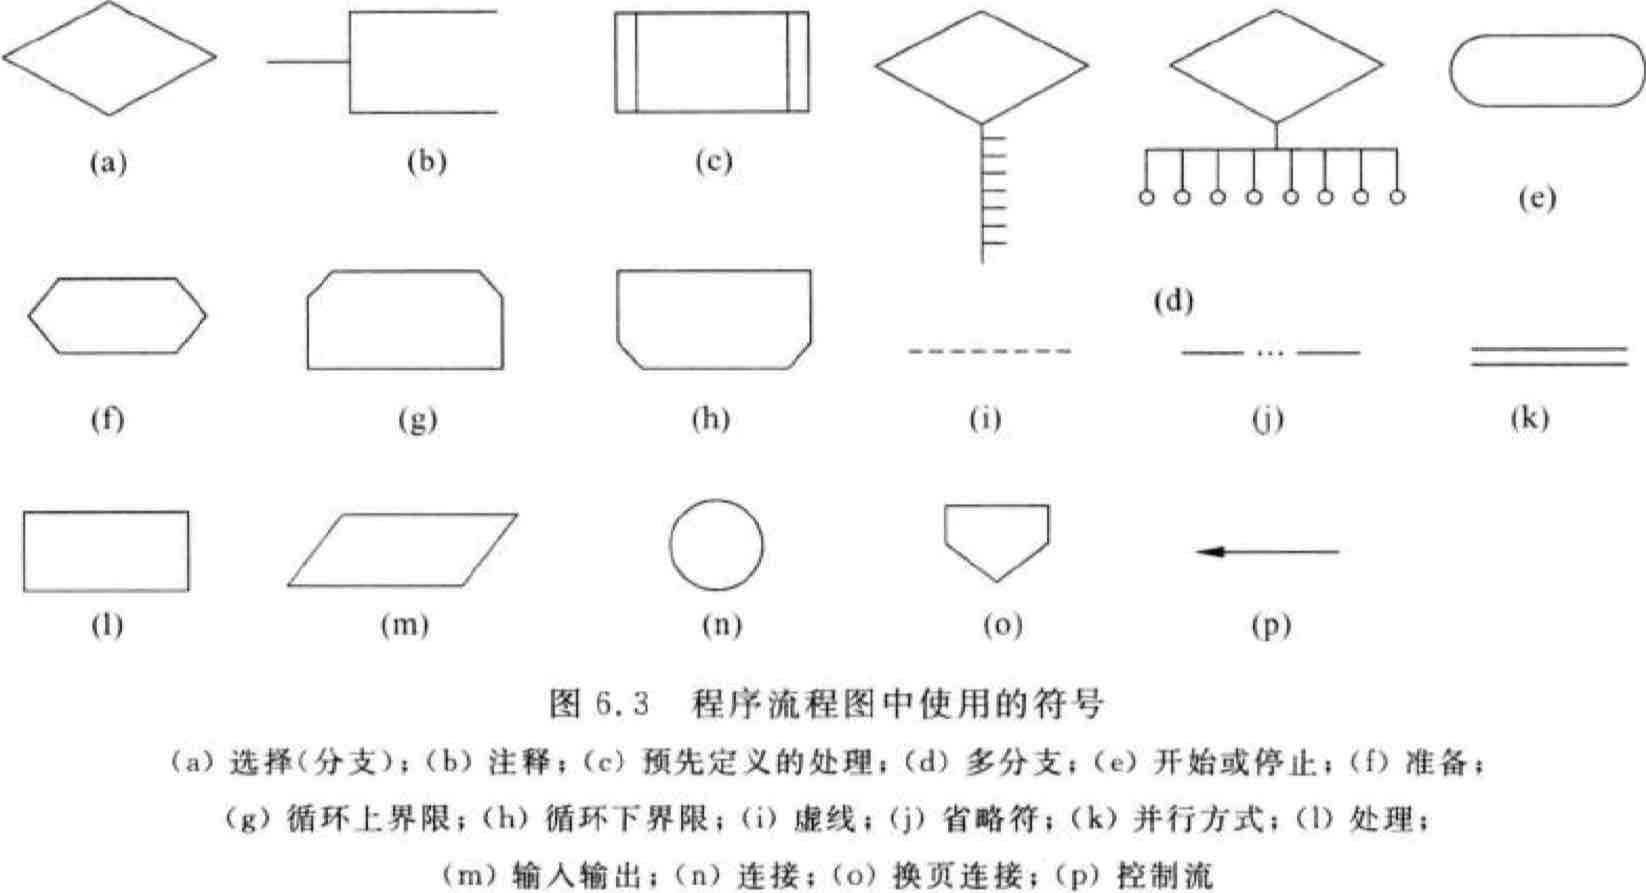 (a) (b) (c)
(e)
(d)
(f) (g) (h) (i) (j) (k)
(l) (m) (n) (o) (p)
图 6.3 程序流程图中使用的符号
(a) 选择(分支);(b) 注释;(c) 预先定义的处理;(d) 多分支;(e) 开始或停止;(f) 准备;
(g) 循环上界限;(h) 循环下界限;(i) 虚线;(j) 省略符;(k) 并行方式;(l) 处理;
(m) 输入输出;(n) 连接;(o) 换页连接;(p) 控制流